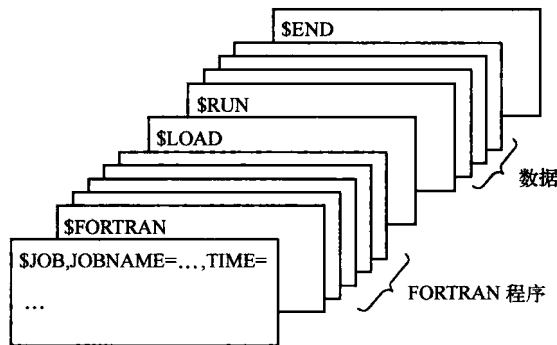 $END
$RUN
$LOAD
数据
$FORTRAN
$JOB,JOBNAME=…,TIME=
…
FORTRAN 程序